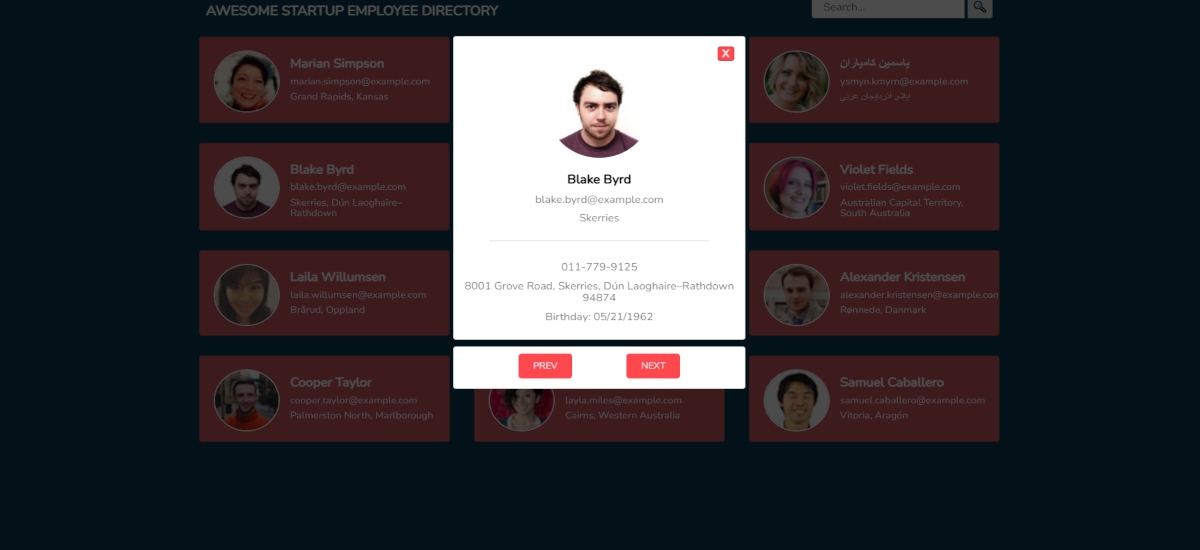 AWESOME STARTUP EMPLOYEE DIRECTORY
Search...
Marian Simpson
marian.simpson@example.com
Grand Rapids, Kansas
X
Blake Byrd
blake.byrd@example.com
Skerries
011-779-9125
8001 Grove Road, Skerries, Dún Laoghaire–Rathdown
94874
Birthday: 05/21/1962
PREV
NEXT
یاسمین کامیاران
ysmyn.kmyrn@example.com
ایلام, آذربایجان غربی
Blake Byrd
blake.byrd@example.com
Skerries, Dún Laoghaire–
Rathdown
Violet Fields
violet.fields@example.com
Australian Capital Territory,
South Australia
Laila Willumsen
laila.willumsen@example.com
Brårud, Oppland
Alexander Kristensen
alexander.kristensen@example.com
Rønnede, Danmark
Cooper Taylor
cooper.taylor@example.com
Palmerston North, Marlborough
layla.miles@example.com
Cairns, Western Australia
Samuel Caballero
samuel.caballero@example.com
Vitoria, Aragón